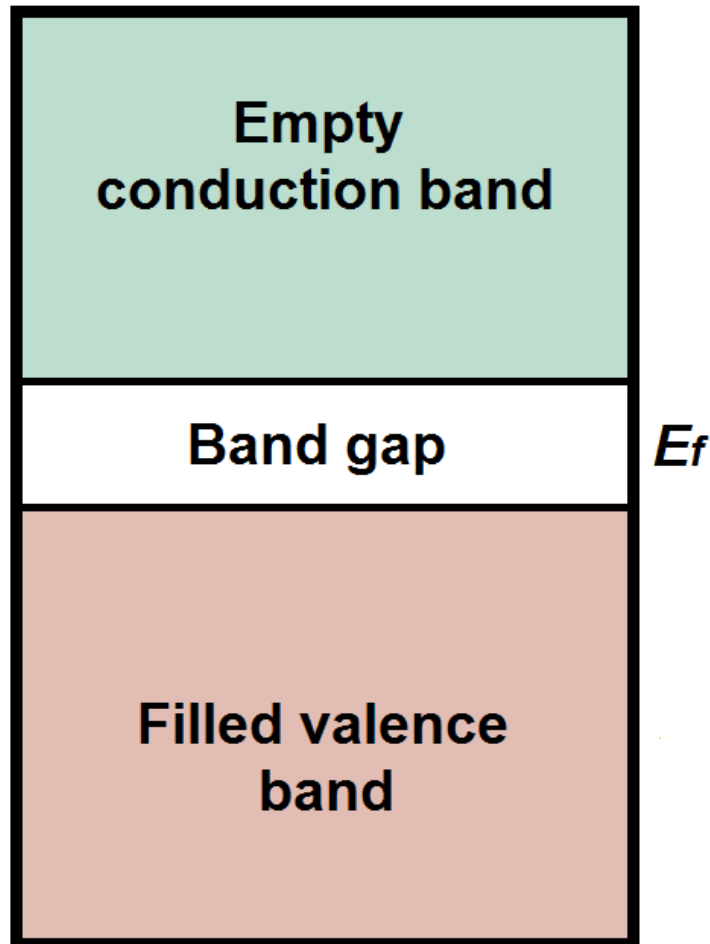 Empty
conduction band
Band gap
Ef
Filled valence
band